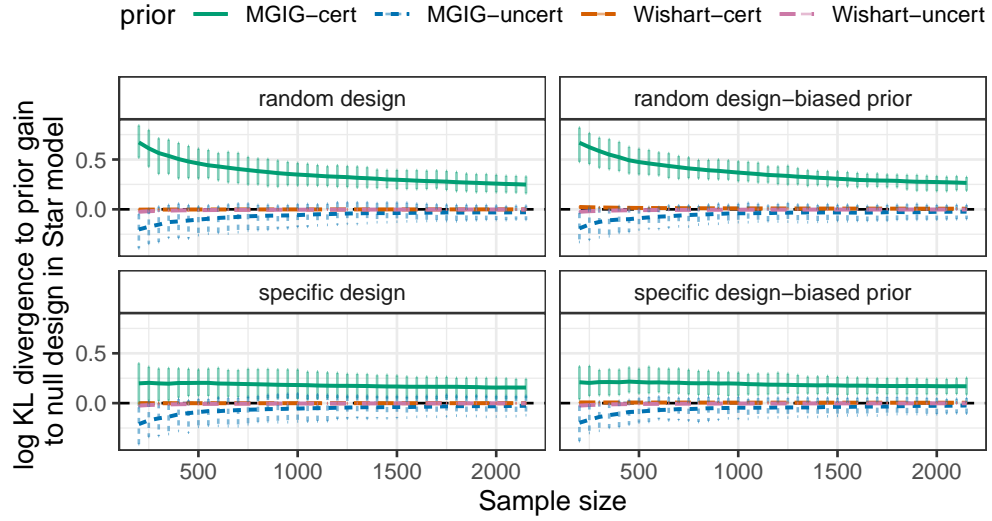 prior MGIG−cert MGIG−uncert Wishart−cert Wishart−uncert
random design random design−biased prior
0.5
0.0
specific design specific design−biased prior
0.5
0.0
500 1000 1500 2000 500 1000 1500 2000
Sample size
log KL divergence to prior gain
to null design in Star model